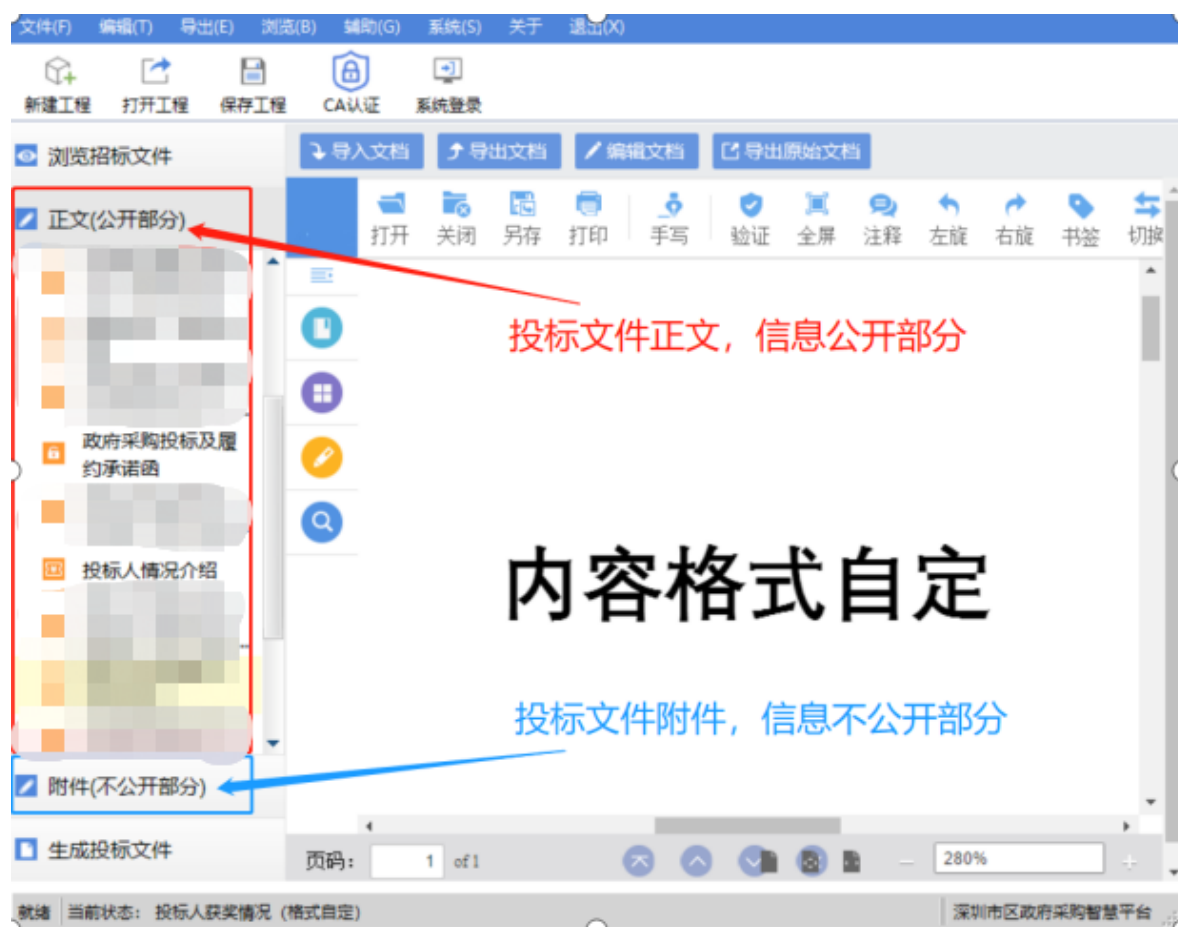 文件(F) 编辑(T) 导出(E) 浏览(B) 辅助(G) 系统(S) 关于 退出(X)
新建工程 打开工程 保存工程 CA认证 系统登录
浏览招标文件
导入文档 导出文档 编辑文档 导出原始文档
正文(公开部分)
打开 关闭 另存 打印 手写 验证 全屏 注释 左旋 右旋 书签 切换
投标文件正文，信息公开部分
政府采购投标及履
约承诺函
投标人情况介绍
内容格式自定
投标文件附件，信息不公开部分
附件(不公开部分)
生成投标文件
页码: 1 of 1 280%
就绪 当前状态: 投标人获奖情况 (格式自定) 深圳市区政府采购智慧平台